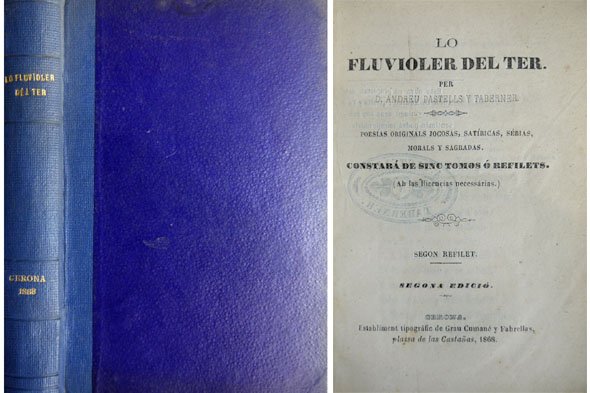 LO FLUVIOLER
DEL TER
GERONA
1868
LO
FLUVIOLER DEL TER.
PER
D. ANDREU PASTELLS Y TABERNER
POESIAS ORIGINALS JOCOSAS, SATÍRICAS, SÉRIAS,
MORALS Y SAGRADAS.
CONSTARÁ DE SINC TOMOS Ó REFILETS.
(Ab las llicencias necessarias.)
SEGON REFILET.
SEGONA EDICIÓ.
GERONA.
Establiment tipográfic de Grau Cumané y Fabrellas,
plassa de las Castañas, 1868.